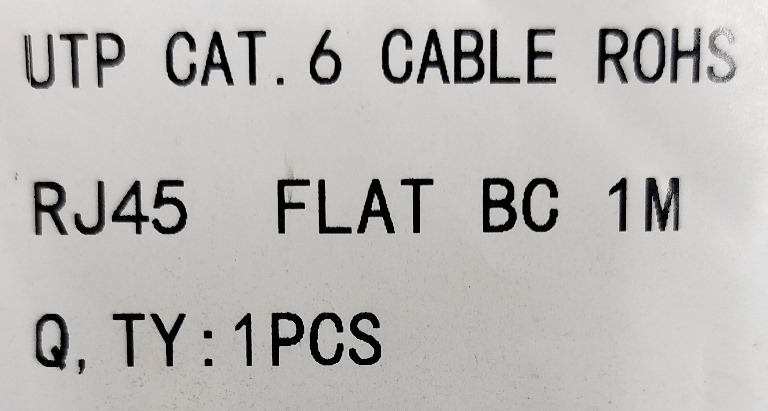 UTP CAT.6 CABLE ROHS
RJ45 FLAT BC 1M
Q,TY:1PCS